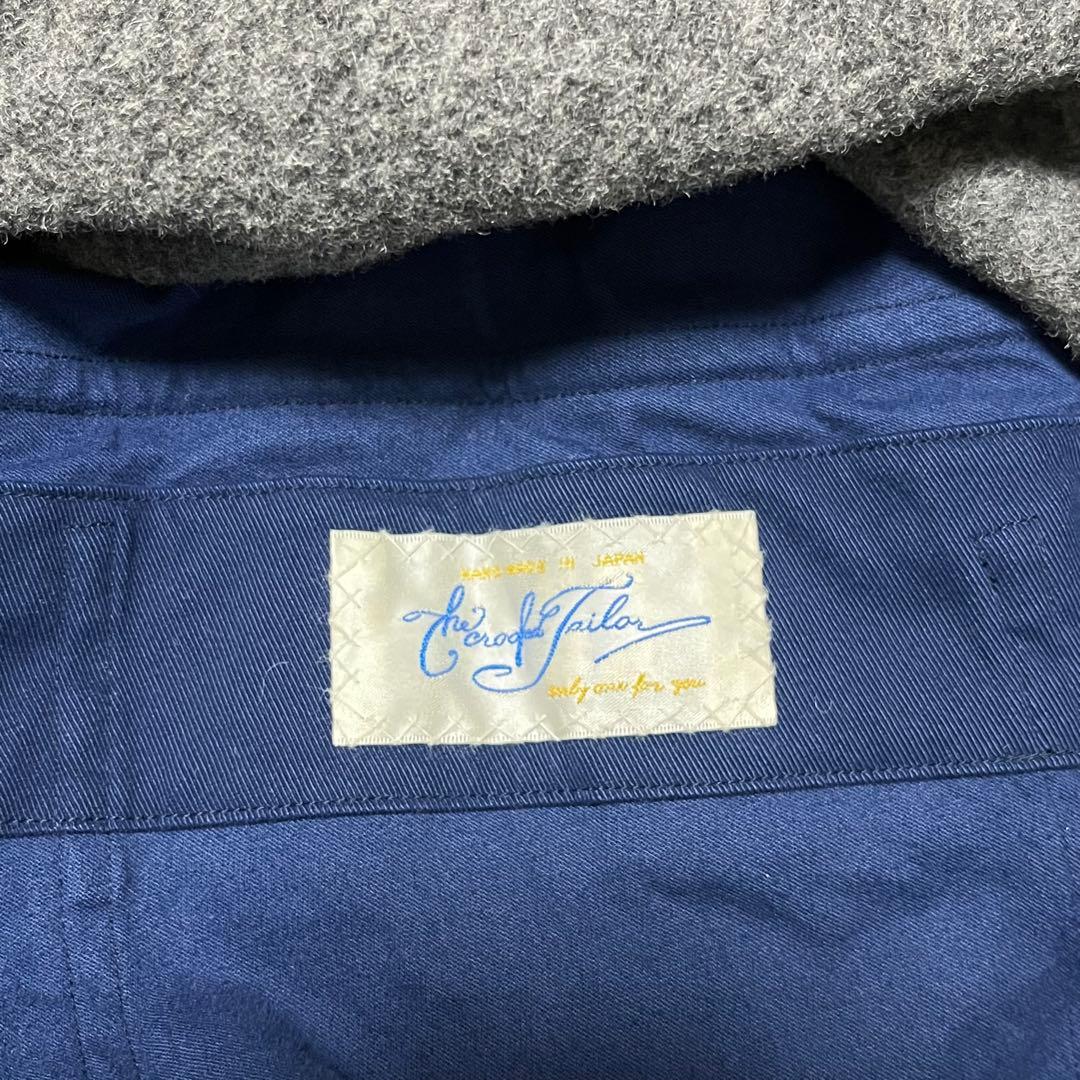 HAND MADE IN JAPAN
The crooked Tailor
only one for you